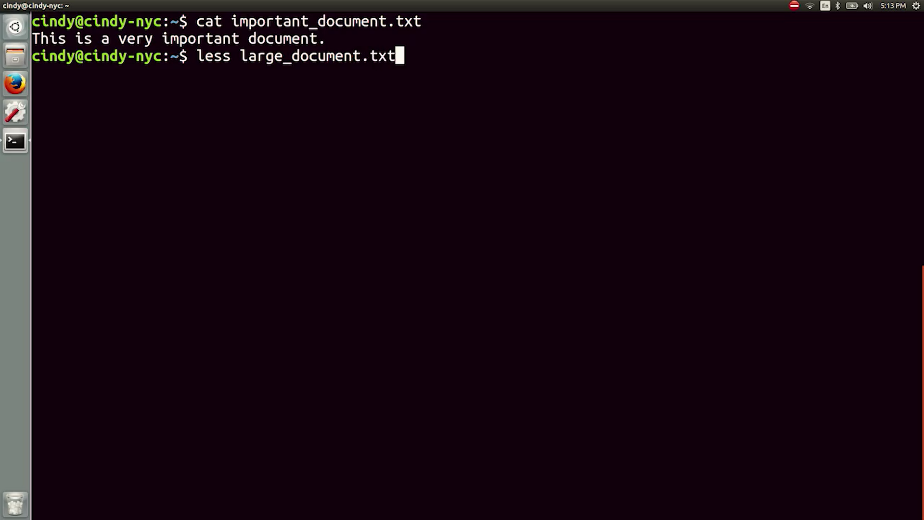 cindy@cindy-nyc: ~
En
5:13 PM
cindy@cindy-nyc:~$ cat important_document.txt
This is a very important document.
cindy@cindy-nyc:~$ less large_document.txt